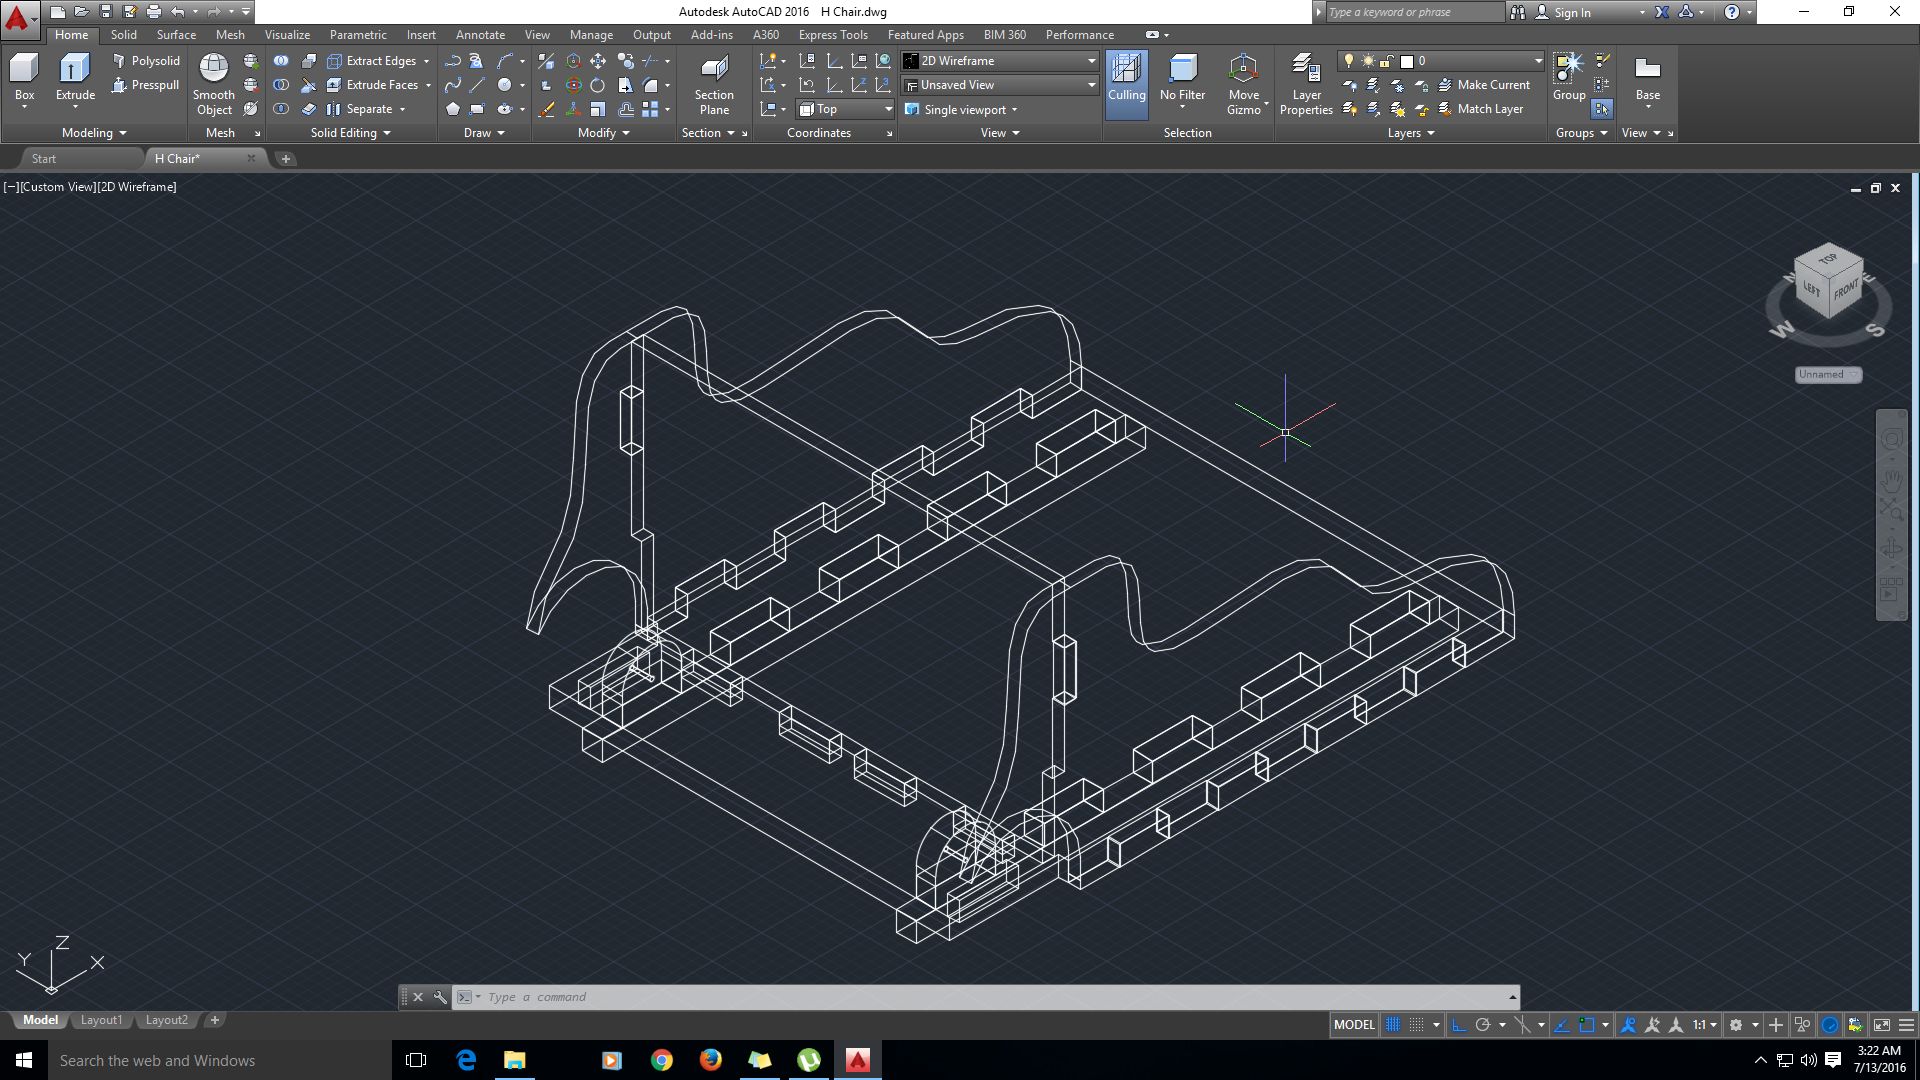 Autodesk AutoCAD 2016 H Chair.dwg
Type a keyword or phrase
Sign In
Home Solid Surface Mesh Visualize Parametric Insert Annotate View Manage Output Add-ins A360 Express Tools Featured Apps BIM 360 Performance
Box
Extrude
Polysolid
Presspull
Modeling
Smooth
Object
Mesh
Extract Edges
Extrude Faces
Separate
Solid Editing
Draw
Modify
Section
Plane
Section
Top
Coordinates
2D Wireframe
Unsaved View
Single viewport
View
Culling
No Filter
Move
Gizmo
Selection
Layer
Properties
0
Make Current
Match Layer
Layers
Group
Groups
Base
View
Start
H Chair*
[−][Custom View][2D Wireframe]
TOP
LEFT FRONT
N E
W S
Unnamed
Z
Y X
Type a command
Model Layout1 Layout2
MODEL
1:1
Search the web and Windows
3:22 AM
7/13/2016